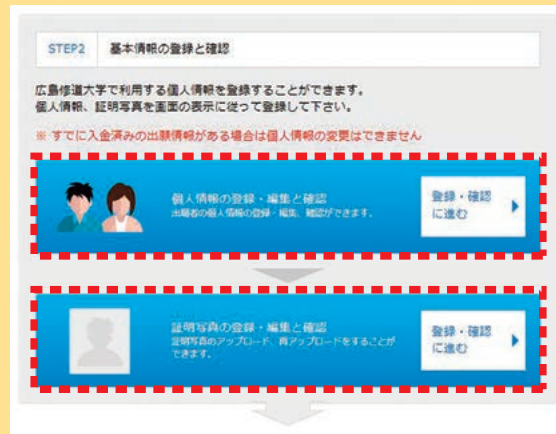 STEP2 基本情報の登録と確認
広島修道大学で利用する個人情報を登録することができます。
個人情報、証明写真を画面の表示に従って登録して下さい。
※ すでに入金済みの出願情報がある場合は個人情報の変更はできません
個人情報の登録・編集と確認
出願者の個人情報の登録・編集、確認ができます。
登録・確認
に進む
証明写真の登録・編集と確認
証明写真のアップロード、再アップロードをすることが
できます。
登録・確認
に進む